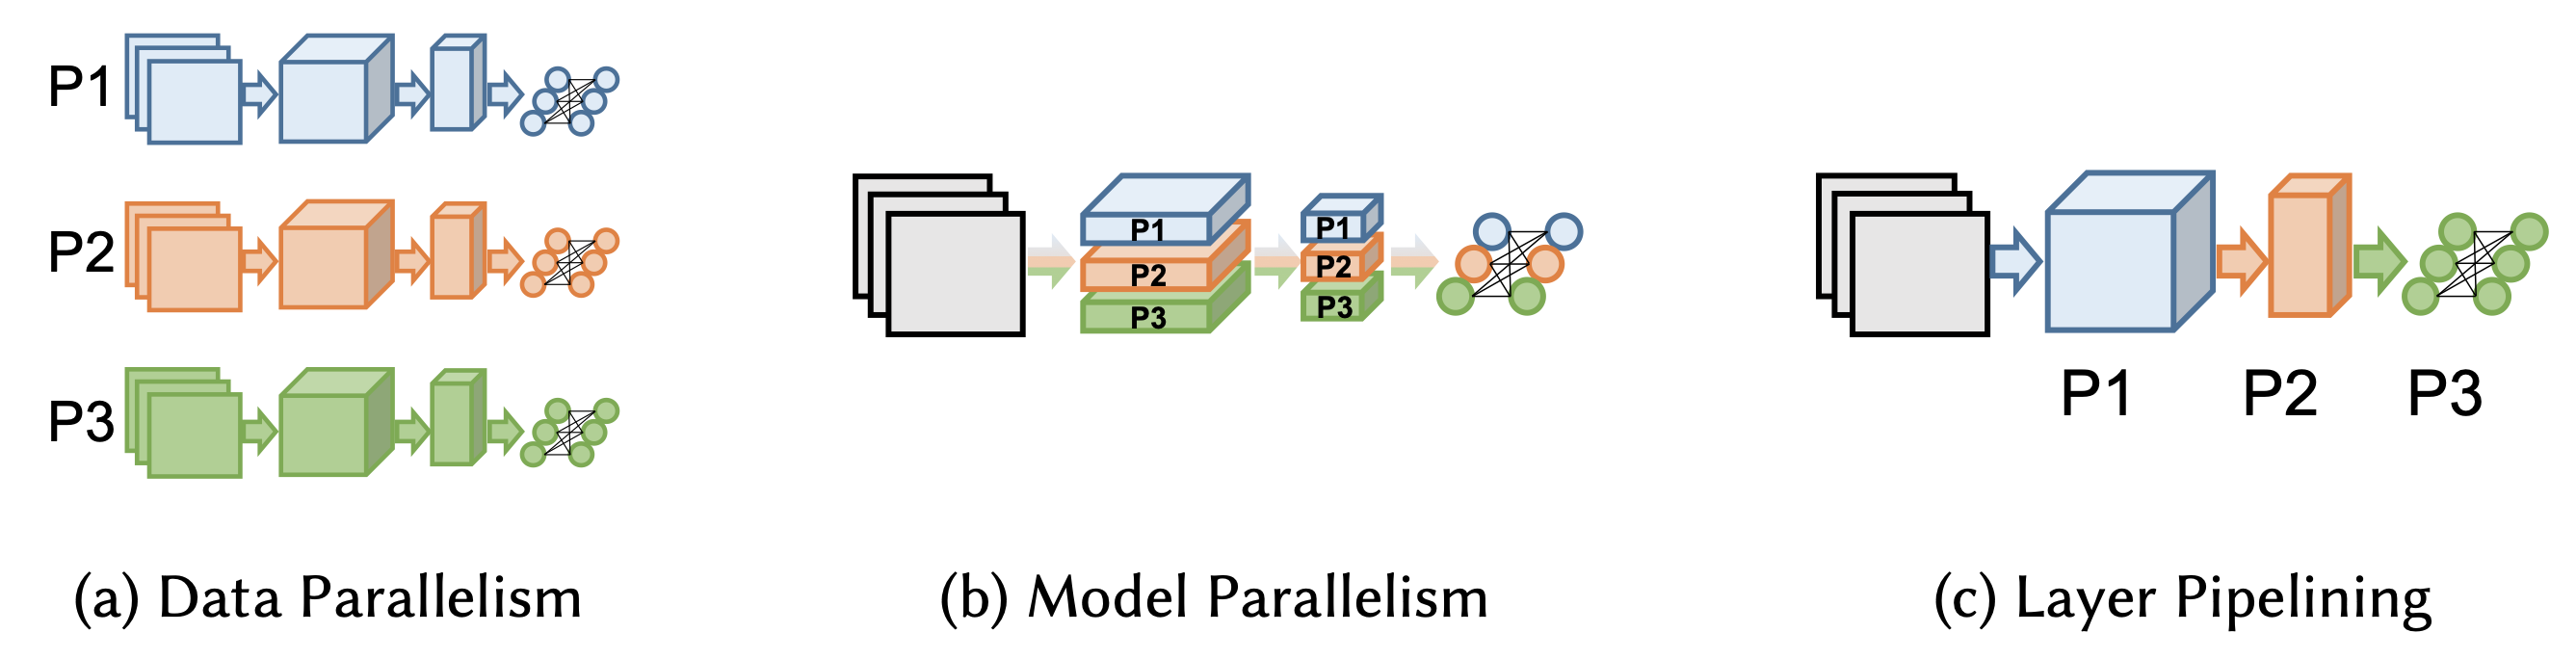 P1
P2
P3
(a) Data Parallelism
P1
P2
P3
P1
P2
P3
(b) Model Parallelism
P1 P2 P3
(c) Layer Pipelining